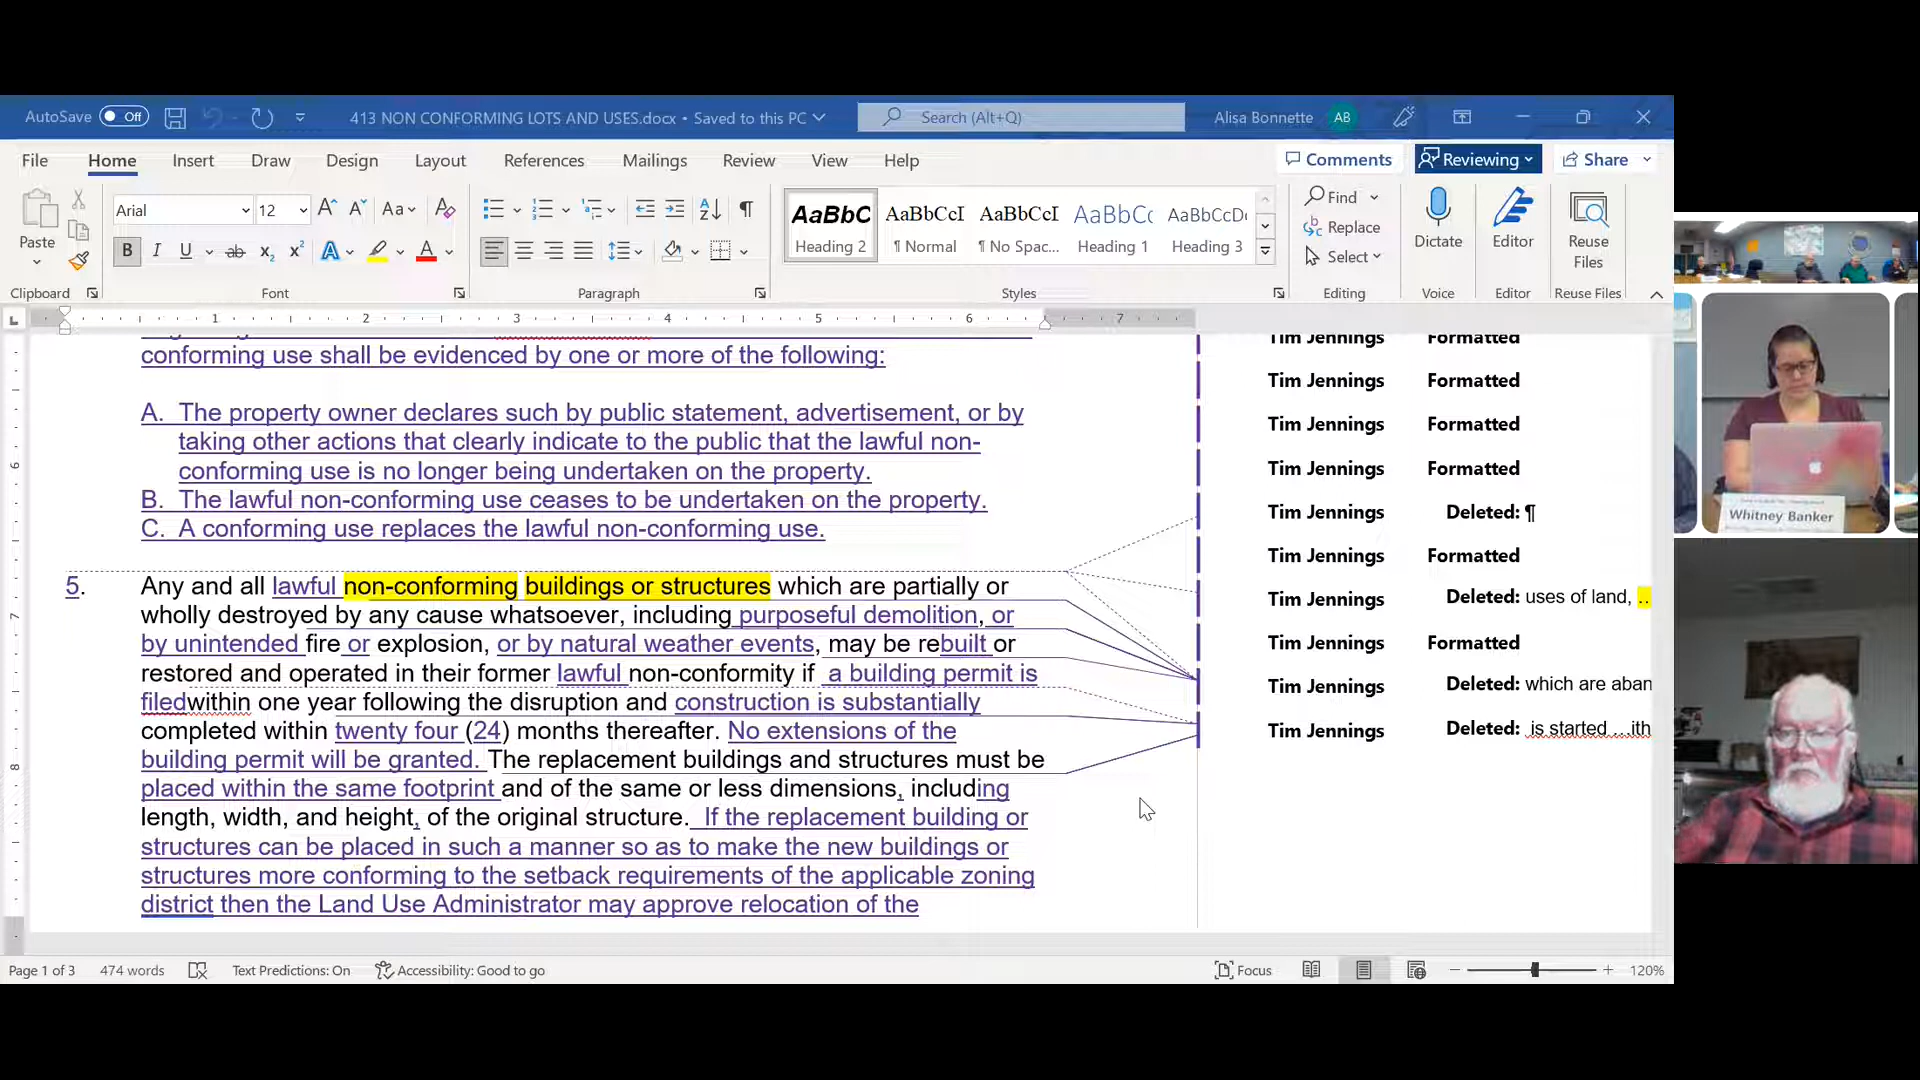 AutoSave Off 413 NON CONFORMING LOTS AND USES.docx • Saved to this PC Search (Alt+Q) Alisa Bonnette AB
File Home Insert Draw Design Layout References Mailings Review View Help Comments Reviewing Share
Arial 12 Aa A B I U ab x₂ x² A A
Paste
AaBbC AaBbCcI AaBbCcI AaBbCc AaBbCcDc
Heading 2 ¶ Normal ¶ No Spac... Heading 1 Heading 3
Find
Replace
Select
Dictate Editor Reuse Files
Clipboard Font Paragraph Styles Editing Voice Editor Reuse Files
1 2 3 4 5 6 7
conforming use shall be evidenced by one or more of the following:
A. The property owner declares such by public statement, advertisement, or by
taking other actions that clearly indicate to the public that the lawful non-
conforming use is no longer being undertaken on the property.
B. The lawful non-conforming use ceases to be undertaken on the property.
C. A conforming use replaces the lawful non-conforming use.
5. Any and all lawful non-conforming buildings or structures which are partially or
wholly destroyed by any cause whatsoever, including purposeful demolition, or
by unintended fire or explosion, or by natural weather events, may be rebuilt or
restored and operated in their former lawful non-conformity if  a building permit is
filedwithin one year following the disruption and construction is substantially
completed within twenty four (24) months thereafter. No extensions of the
building permit will be granted. The replacement buildings and structures must be
placed within the same footprint and of the same or less dimensions, including
length, width, and height, of the original structure.  If the replacement building or
structures can be placed in such a manner so as to make the new buildings or
structures more conforming to the setback requirements of the applicable zoning
district then the Land Use Administrator may approve relocation of the
6
7
8
Tim Jennings Formatted
Tim Jennings Formatted
Tim Jennings Formatted
Tim Jennings Formatted
Tim Jennings Deleted: ¶
Tim Jennings Formatted
Tim Jennings Deleted: uses of land, ..
Tim Jennings Formatted
Tim Jennings Deleted: which are aban
Tim Jennings Deleted: is started ...ith
Whitney Banker
Page 1 of 3 474 words Text Predictions: On Accessibility: Good to go Focus 120%